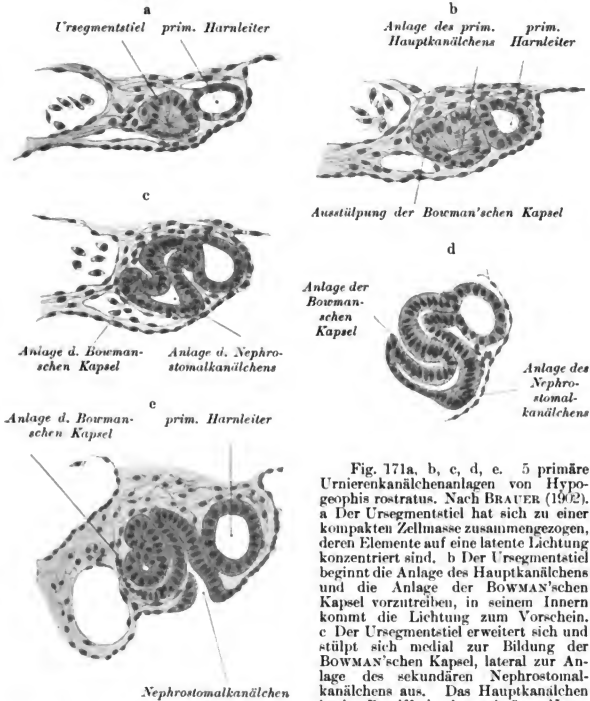 a
Ursegmentstiel prim. Harnleiter
b
Anlage des prim. prim.
Hauptkanälchens Harnleiter
Ausstülpung der Bowman'schen Kapsel
c
Anlage d. Bowman- Anlage d. Nephro-
schen Kapsel stomalkanälchens
d
Anlage der
Bowman-
schen
Kapsel
Anlage des
Nephro-
stomal-
kanälchens
e
Anlage d. Bowman- prim. Harnleiter
schen Kapsel
Nephrostomalkanälchen
Fig. 171a, b, c, d, e. 5 primäre
Urnierenkanälchenanlagen von Hypo-
geophis rostratus. Nach BRAUER (1902).
a Der Ursegmentstiel hat sich zu einer
kompakten Zellmasse zusammengezogen,
deren Elemente auf eine latente Lichtung
konzentriert sind. b Der Ursegmentstiel
beginnt die Anlage des Hauptkanälchens
und die Anlage der BOWMAN'schen
Kapsel vorzutreiben, in seinem Innern
kommt die Lichtung zum Vorschein.
c Der Ursegmentstiel erweitert sich und
stülpt sich medial zur Bildung der
BOWMAN'schen Kapsel, lateral zur An-
lage des sekundären Nephrostomal-
kanälchens aus. Das Hauptkanälchen